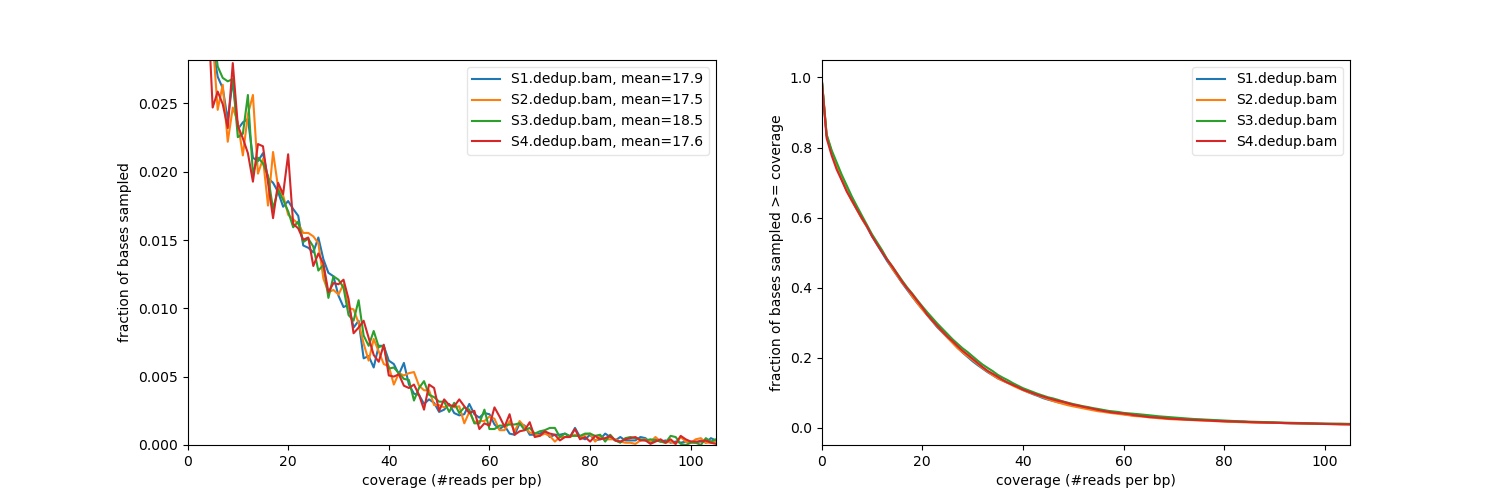 0.025
0.020
0.015
0.010
0.005
0.000
fraction of bases sampled
0
20
40
60
80
100
coverage (#reads per bp)
S1.dedup.bam, mean=17.9
S2.dedup.bam, mean=17.5
S3.dedup.bam, mean=18.5
S4.dedup.bam, mean=17.6
1.0
0.8
0.6
0.4
0.2
0.0
fraction of bases sampled >= coverage
0
20
40
60
80
100
coverage (#reads per bp)
S1.dedup.bam
S2.dedup.bam
S3.dedup.bam
S4.dedup.bam